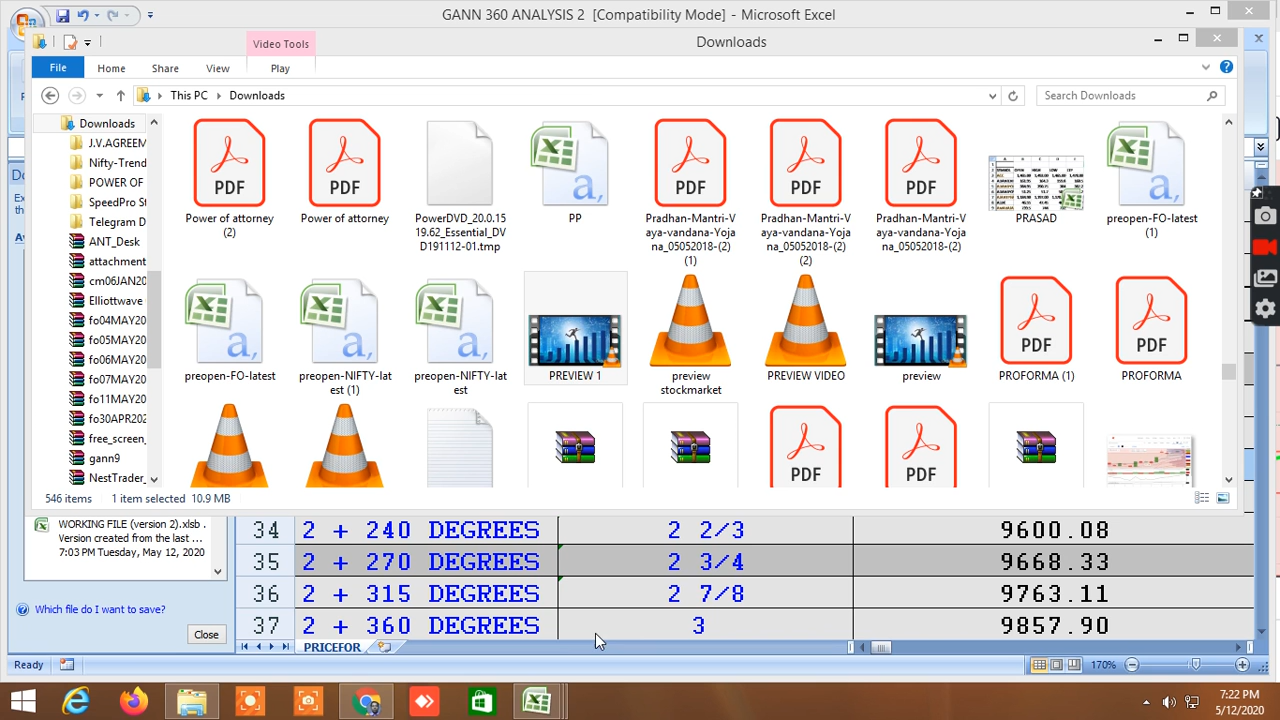 GANN 360 ANALYSIS 2 [Compatibility Mode] - Microsoft Excel
Video Tools
Downloads
File
Home
Share
View
Play
This PC
Downloads
Search Downloads
Downloads
J.V.AGREEM
Nifty-Trend
POWER OF
SpeedPro St
Telegram D
ANT_Desk
attachment
cm06JAN20
Elliottwave
fo04MAY20
fo05MAY20
fo06MAY20
fo07MAY20
fo11MAY20
fo30APR202
free_screen_
gann9
NestTrader_
PDF
Power of attorney
(2)
PDF
Power of attorney
PowerDVD_20.0.15
19.62_Essential_DV
D191112-01.tmp
a,
PP
PDF
Pradhan-Mantri-V
aya-vandana-Yoja
na_05052018-(2)
(1)
PDF
Pradhan-Mantri-V
aya-vandana-Yoja
na_05052018-(2)
(2)
PDF
Pradhan-Mantri-V
aya-vandana-Yoja
na_05052018-(2)
PRASAD
a,
preopen-FO-latest
(1)
a,
preopen-FO-latest
a,
preopen-NIFTY-lat
est (1)
a,
preopen-NIFTY-lat
est
PREVIEW 1
preview
stockmarket
PREVIEW VIDEO
preview
PDF
PROFORMA (1)
PDF
PROFORMA
PDF
PDF
546 items
1 item selected 10.9 MB
WORKING FILE (version 2).xlsb .
Version created from the last ...
7:03 PM Tuesday, May 12, 2020
Which file do I want to save?
Close
34 2 + 240 DEGREES 2 2/3 9600.08
35 2 + 270 DEGREES 2 3/4 9668.33
36 2 + 315 DEGREES 2 7/8 9763.11
37 2 + 360 DEGREES 3 9857.90
PRICEFOR
Ready
170%
7:22 PM
5/12/2020